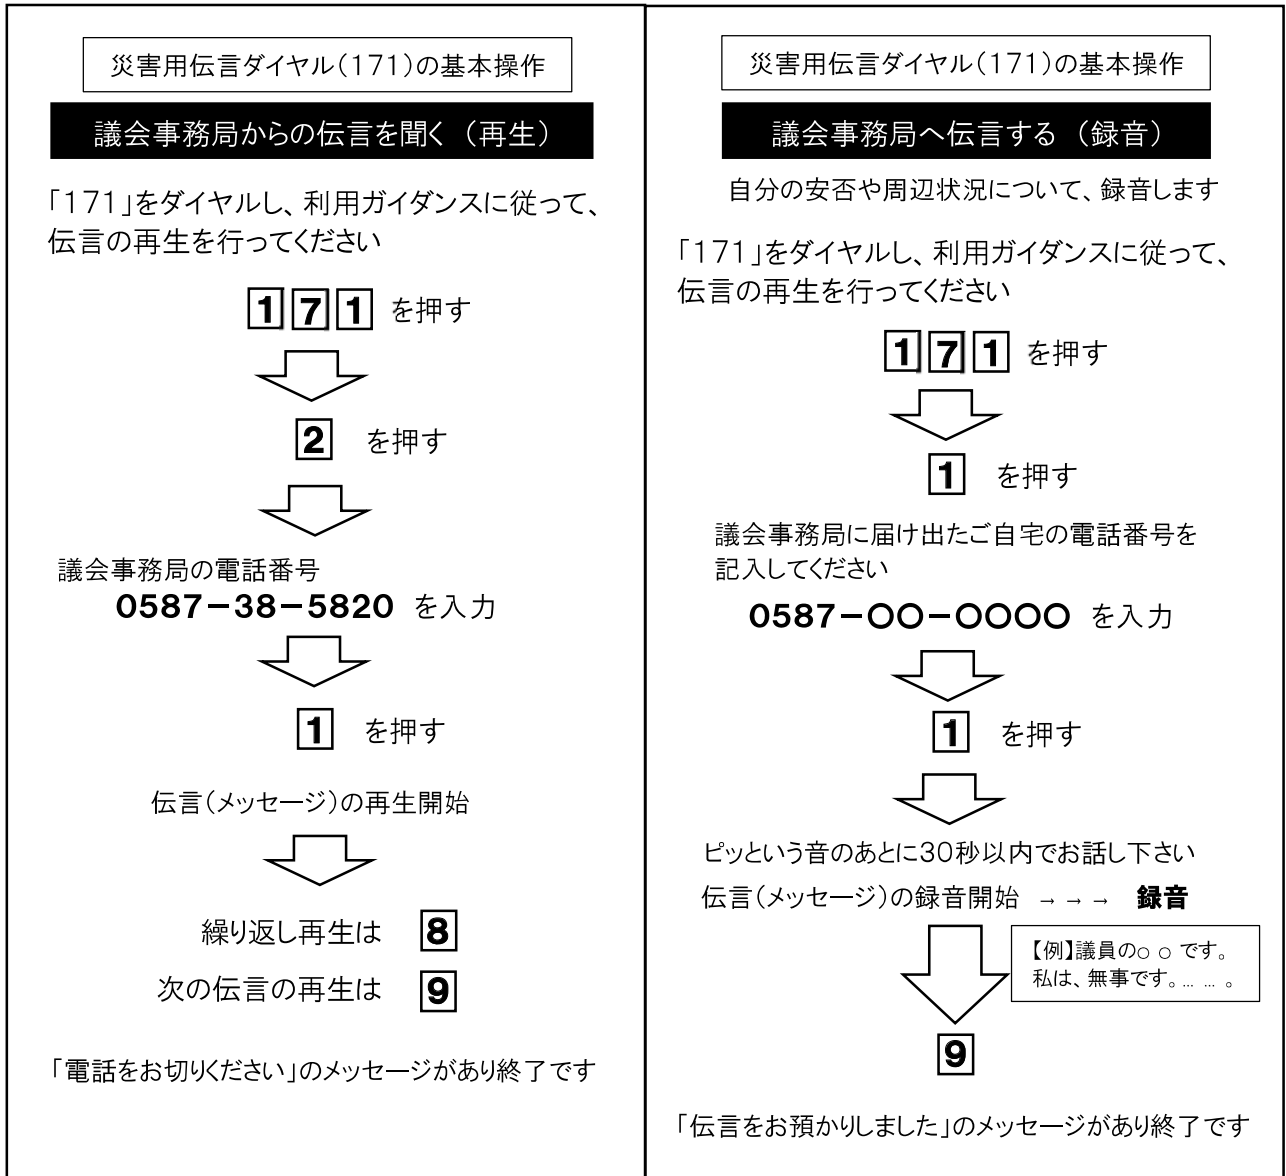 災害用伝言ダイヤル(171)の基本操作
議会事務局からの伝言を聞く (再生)
「171」をダイヤルし、利用ガイダンスに従って、
伝言の再生を行ってください
1 7 1 を押す
2 を押す
議会事務局の電話番号
0587-38-5820 を入力
1 を押す
伝言(メッセージ)の再生開始
繰り返し再生は 8
次の伝言の再生は 9
「電話をお切りください」のメッセージがあり終了です
災害用伝言ダイヤル(171)の基本操作
議会事務局へ伝言する (録音)
自分の安否や周辺状況について、録音します
「171」をダイヤルし、利用ガイダンスに従って、
伝言の再生を行ってください
1 7 1 を押す
1 を押す
議会事務局に届け出たご自宅の電話番号を
記入してください
0587-〇〇-〇〇〇〇 を入力
1 を押す
ピッという音のあとに30秒以内でお話し下さい
伝言(メッセージ)の録音開始 →→→ 録音
【例】議員の○○です。
私は、無事です。……。
9
「伝言をお預かりしました」のメッセージがあり終了です